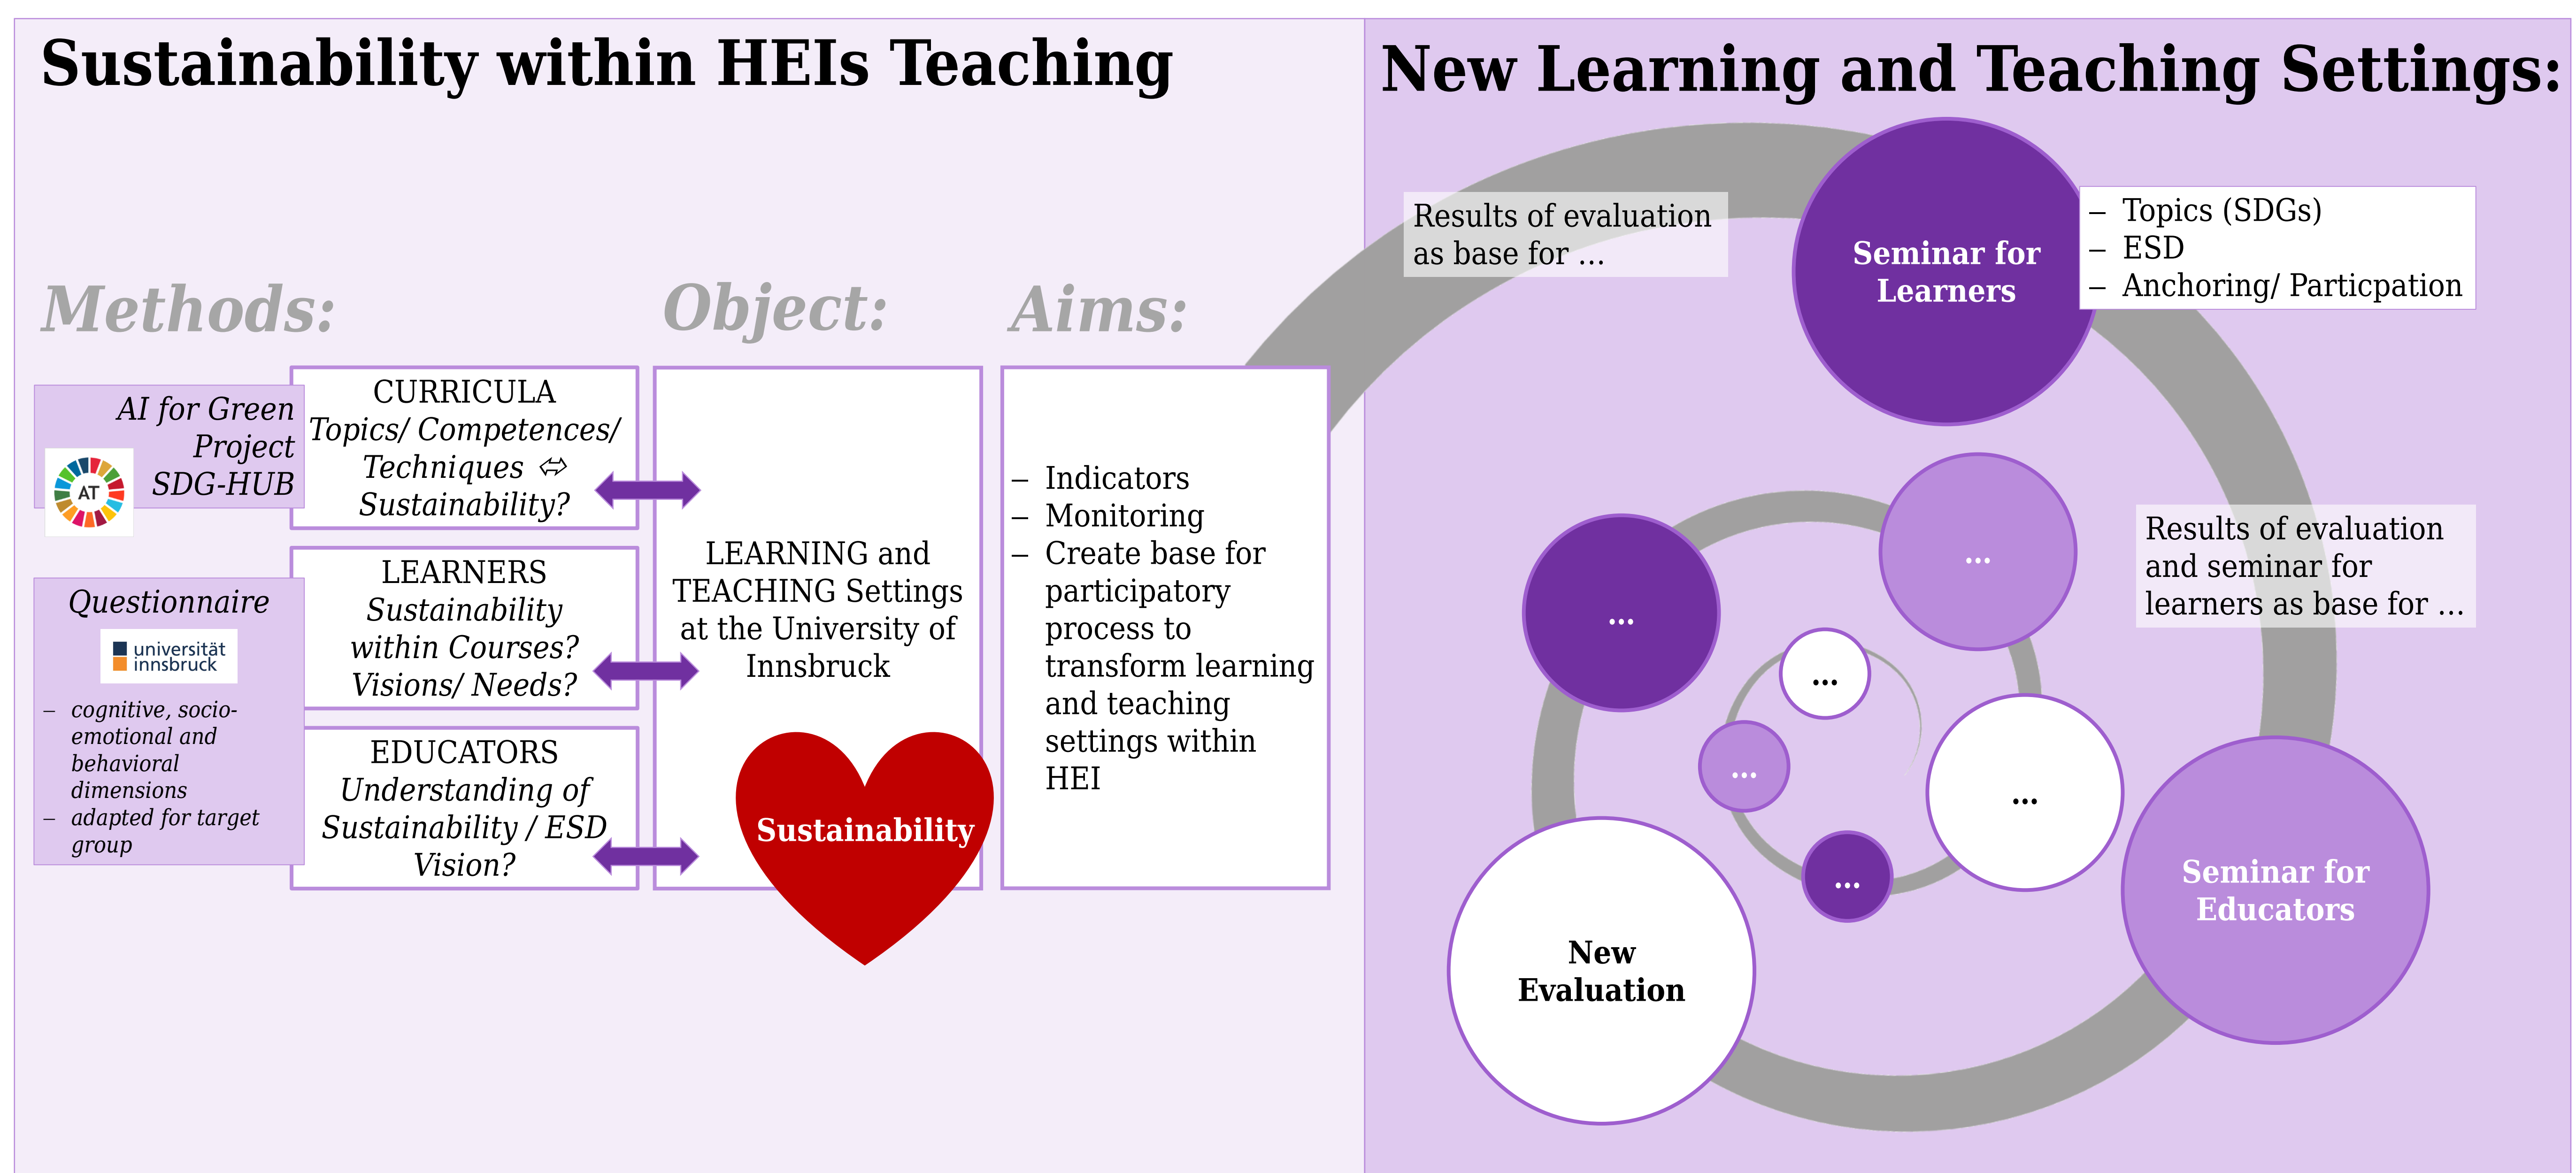 Sustainability within HEIs Teaching
Methods:
Object:
Aims:
AI for Green
Project
SDG-HUB
AT
CURRICULA
Topics/ Competences/
Techniques ⬄
Sustainability?
Questionnaire
universität
innsbruck
– cognitive, socio-
emotional and
behavioral
dimensions
– adapted for target
group
LEARNERS
Sustainability
within Courses?
Visions/ Needs?
EDUCATORS
Understanding of
Sustainability / ESD
Vision?
LEARNING and
TEACHING Settings
at the University of
Innsbruck
Sustainability
– Indicators
– Monitoring
– Create base for
participatory
process to
transform learning
and teaching
settings within
HEI
New Learning and Teaching Settings:
Results of evaluation
as base for ...
Seminar for
Learners
– Topics (SDGs)
– ESD
– Anchoring/ Particpation
Results of evaluation
and seminar for
learners as base for ...
Seminar for
Educators
New
Evaluation
...
...
...
...
...
...